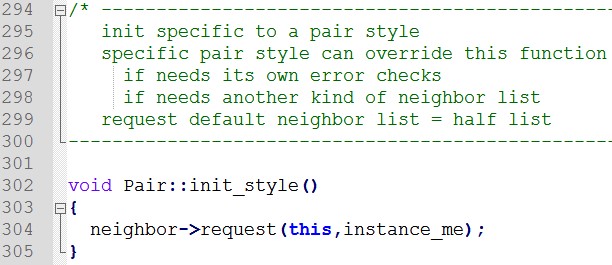 294 /* ------------------------------------------------
295    init specific to a pair style
296    specific pair style can override this function
297      if needs its own error checks
298      if needs another kind of neighbor list
299    request default neighbor list = half list
300 ---------------------------------------------------
301
302 void Pair::init_style()
303 {
304   neighbor->request(this,instance_me);
305 }